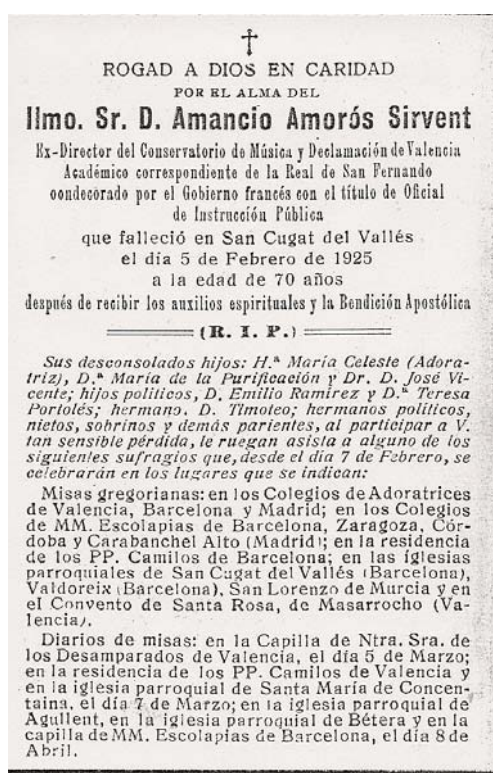 ROGAD A DIOS EN CARIDAD
POR EL ALMA DEL
Ilmo. Sr. D. Amancio Amorós Sirvent
Ex-Director del Conservatorio de Música y Declamación de Valencia
Académico correspondiente de la Real de San Fernando
condecorado por el Gobierno francés con el título de Oficial
de Instrucción Pública
que falleció en San Cugat del Vallés
el día 5 de Febrero de 1925
a la edad de 70 años
después de recibir los auxilios espirituales y la Bendición Apostólica
(R. I. P.)
Sus desconsolados hijos: H.ª María Celeste (Adora-
triz), D.ª María de la Purificación y Dr. D. José Vi-
cente; hijos políticos, D. Emilio Ramírez y D.ª Teresa
Portolés; hermano, D. Timoteo; hermanos políticos,
nietos, sobrinos y demás parientes, al participar a V.
tan sensible pérdida, le ruegan asista a alguno de los
siguientes sufragios que, desde el día 7 de Febrero, se
celebrarán en los lugares que se indican:
Misas gregorianas: en los Colegios de Adoratrices
de Valencia, Barcelona y Madrid; en los Colegios
de MM. Escolapias de Barcelona, Zaragoza, Cór-
doba y Carabanchel Alto (Madrid); en la residencia
de los PP. Camilos de Barcelona; en las iglesias
parroquiales de San Cugat del Vallés (Barcelona),
Valdoreix (Barcelona), San Lorenzo de Murcia y en
el Convento de Santa Rosa, de Masarrocho (Va-
lencia).
Diarios de misas: en la Capilla de Ntra. Sra. de
los Desamparados de Valencia, el día 5 de Marzo;
en la residencia de los PP. Camilos de Valencia y
en la iglesia parroquial de Santa María de Concen-
taina, el día 7 de Marzo; en la iglesia parroquial de
Agullent, en la iglesia parroquial de Bétera y en la
capilla de MM. Escolapias de Barcelona, el día 8 de
Abril.